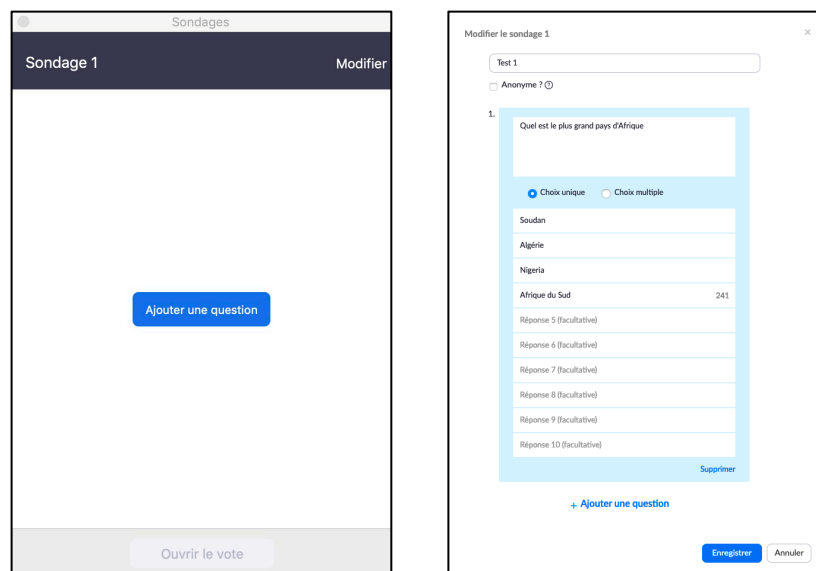 Sondages
Sondage 1 Modifier
Ajouter une question
Ouvrir le vote
Modifier le sondage 1 ×
Test 1
Anonyme ? ?
1.
Quel est le plus grand pays d'Afrique
Choix unique Choix multiple
Soudan
Algérie
Nigeria
Afrique du Sud 241
Réponse 5 (facultative)
Réponse 6 (facultative)
Réponse 7 (facultative)
Réponse 8 (facultative)
Réponse 9 (facultative)
Réponse 10 (facultative)
Supprimer
+ Ajouter une question
Enregistrer Annuler